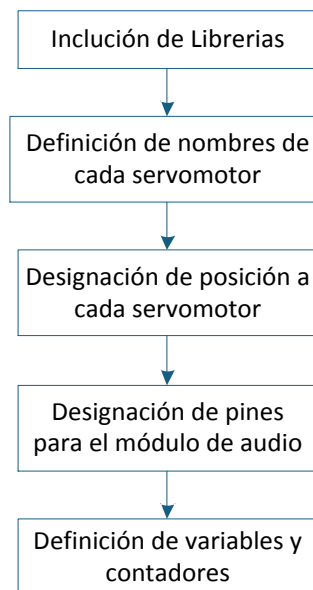 Inclución de Librerias
Definición de nombres de
cada servomotor
Designación de posición a
cada servomotor
Designación de pines
para el módulo de audio
Definición de variables y
contadores